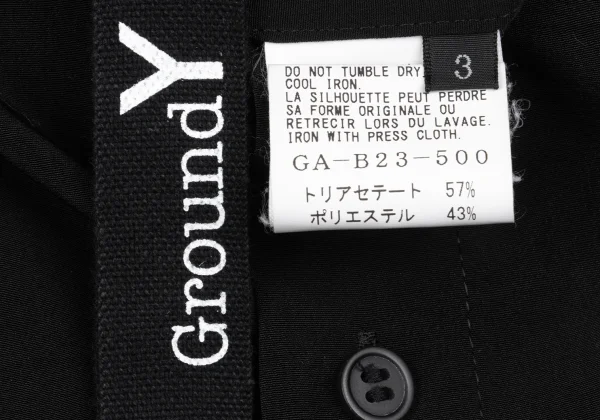 GroundY
3
DO NOT TUMBLE DRY
COOL IRON.
LA SILHOUETTE PEUT PERDRE
SA FORME ORIGINALE OU
RETRECIR LORS DU LAVAGE.
IRON WITH PRESS CLOTH.
GA-B23-500
トリアセテート 57%
ポリエステル 43%